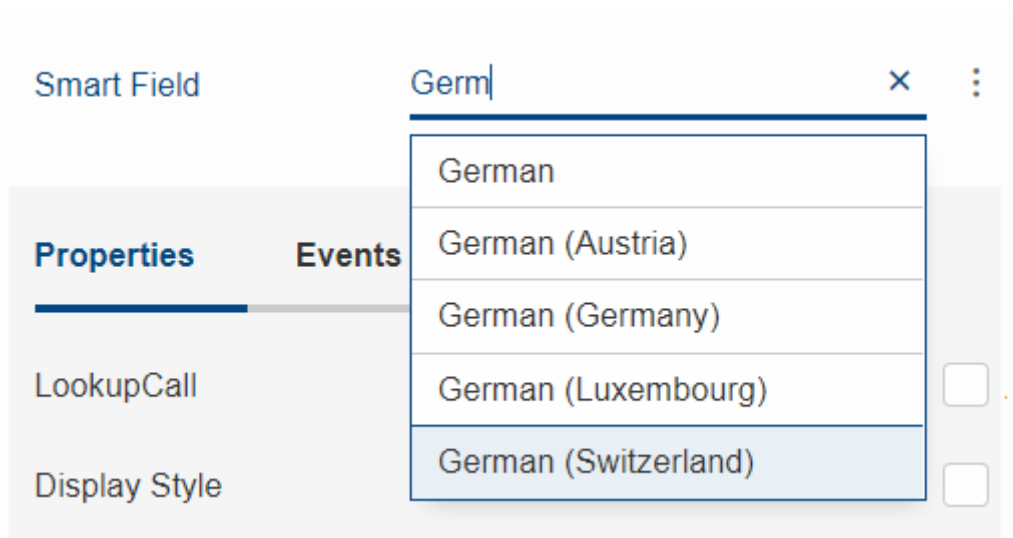 Smart Field
Germ
German
German (Austria)
German (Germany)
German (Luxembourg)
German (Switzerland)
Properties
Events
LookupCall
Display Style